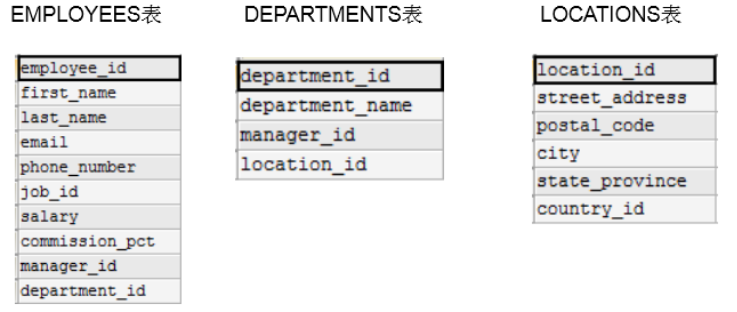 EMPLOYEES表
employee_id
first_name
last_name
email
phone_number
job_id
salary
commission_pct
manager_id
department_id
DEPARTMENTS表
department_id
department_name
manager_id
location_id
LOCATIONS表
location_id
street_address
postal_code
city
state_province
country_id